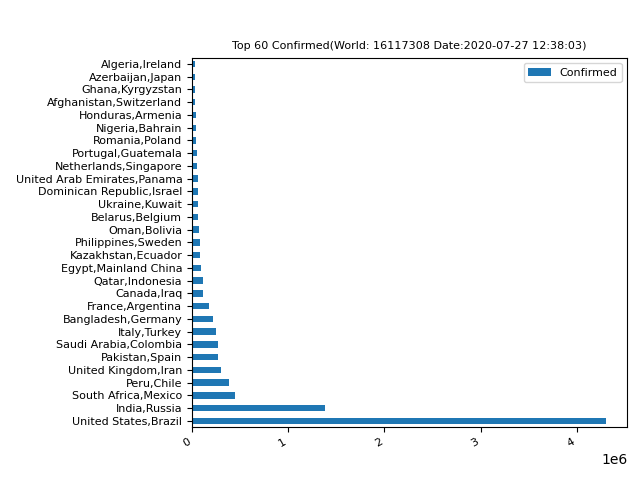 Top 60 Confirmed(World: 16117308 Date:2020-07-27 12:38:03)
Confirmed
Algeria,Ireland
Azerbaijan,Japan
Ghana,Kyrgyzstan
Afghanistan,Switzerland
Honduras,Armenia
Nigeria,Bahrain
Romania,Poland
Portugal,Guatemala
Netherlands,Singapore
United Arab Emirates,Panama
Dominican Republic,Israel
Ukraine,Kuwait
Belarus,Belgium
Oman,Bolivia
Philippines,Sweden
Kazakhstan,Ecuador
Egypt,Mainland China
Qatar,Indonesia
Canada,Iraq
France,Argentina
Bangladesh,Germany
Italy,Turkey
Saudi Arabia,Colombia
Pakistan,Spain
United Kingdom,Iran
Peru,Chile
South Africa,Mexico
India,Russia
United States,Brazil
0 1 2 3 4
1e6